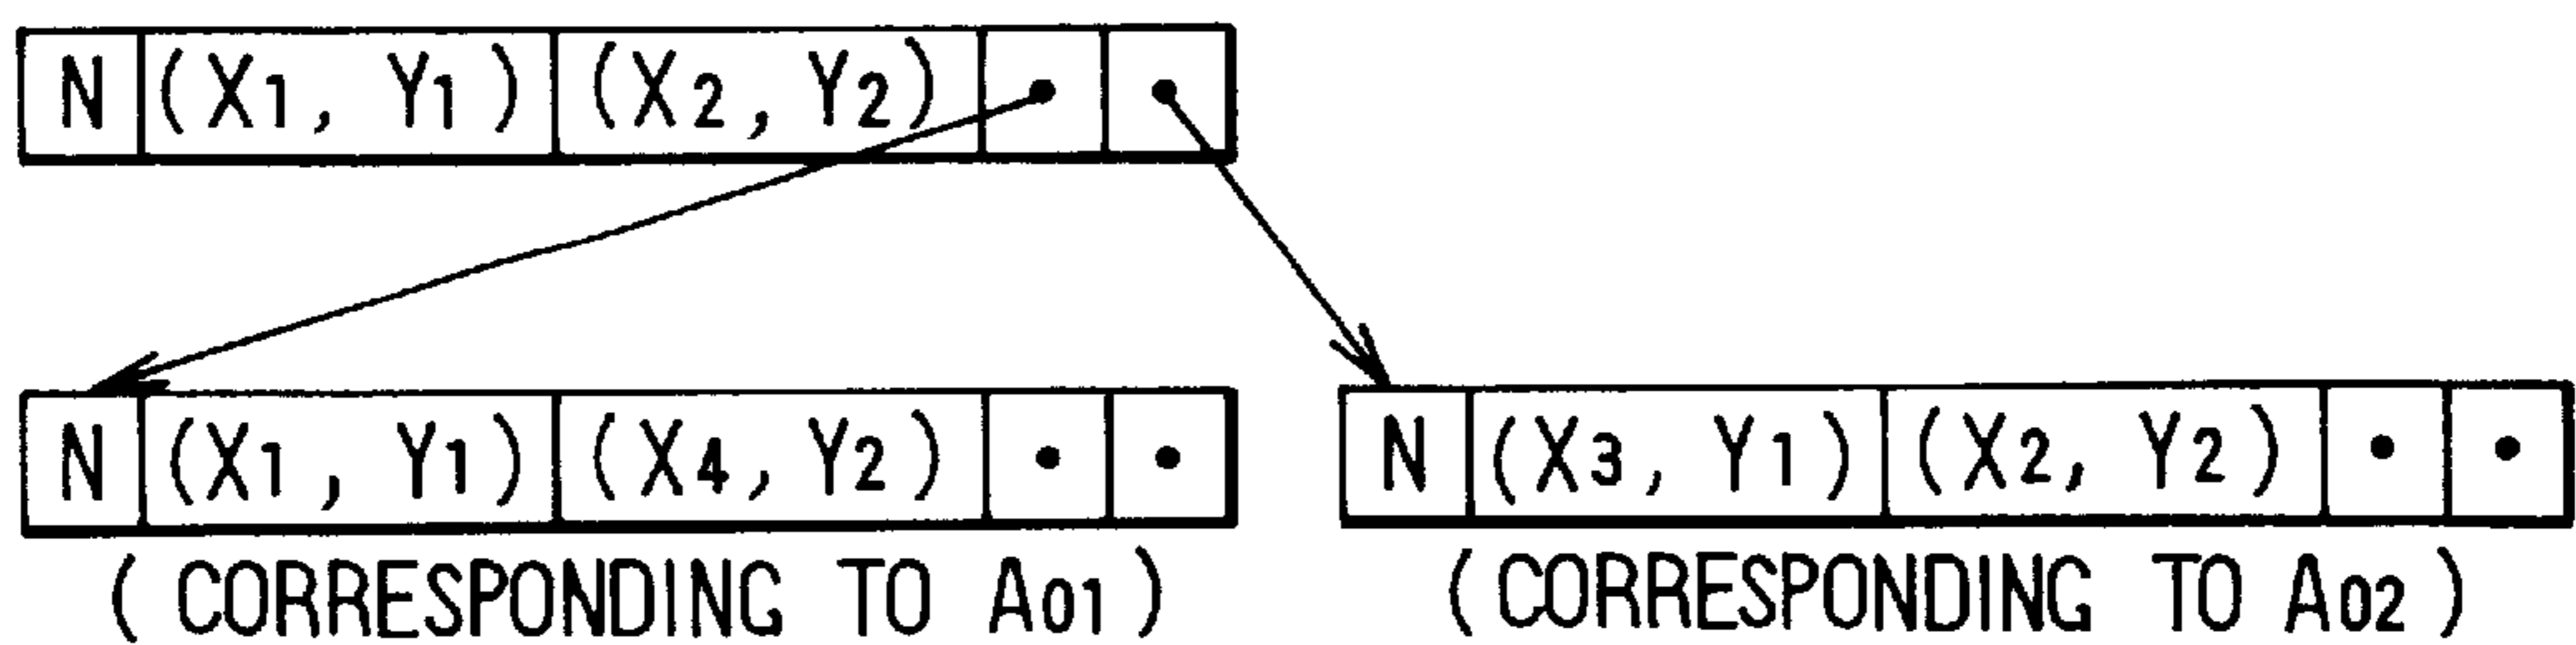 N (X1, Y1) (X2, Y2)
N (X1, Y1) (X4, Y2) N (X3, Y1) (X2, Y2)
(CORRESPONDING TO A01) (CORRESPONDING TO A02)